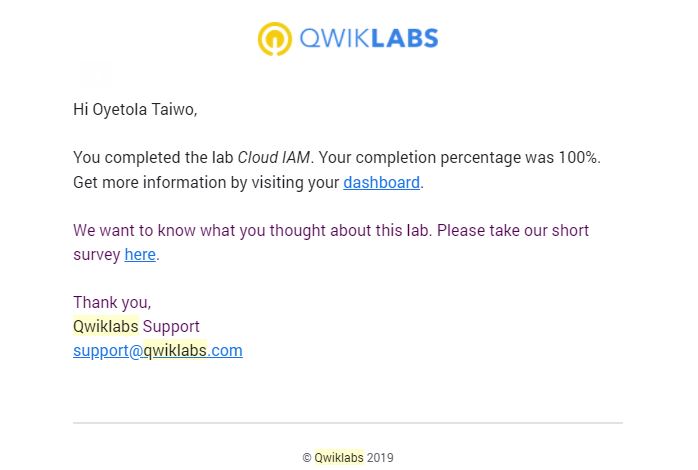 QWIKLABS
Hi Oyetola Taiwo,
You completed the lab Cloud IAM. Your completion percentage was 100%.
Get more information by visiting your dashboard.
We want to know what you thought about this lab. Please take our short
survey here.
Thank you,
Qwiklabs Support
support@qwiklabs.com
© Qwiklabs 2019